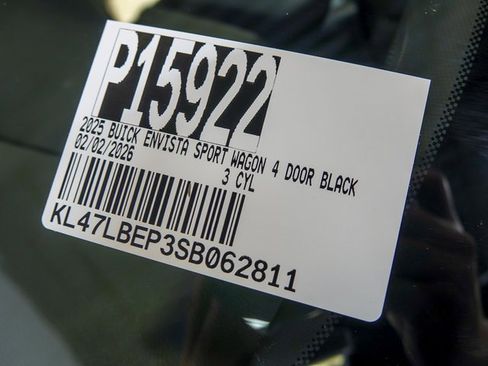 P15922
2025 BUICK ENVISTA SPORT WAGON 4 DOOR BLACK
02/02/2026
3 CYL
KL47LBEP3SB062811